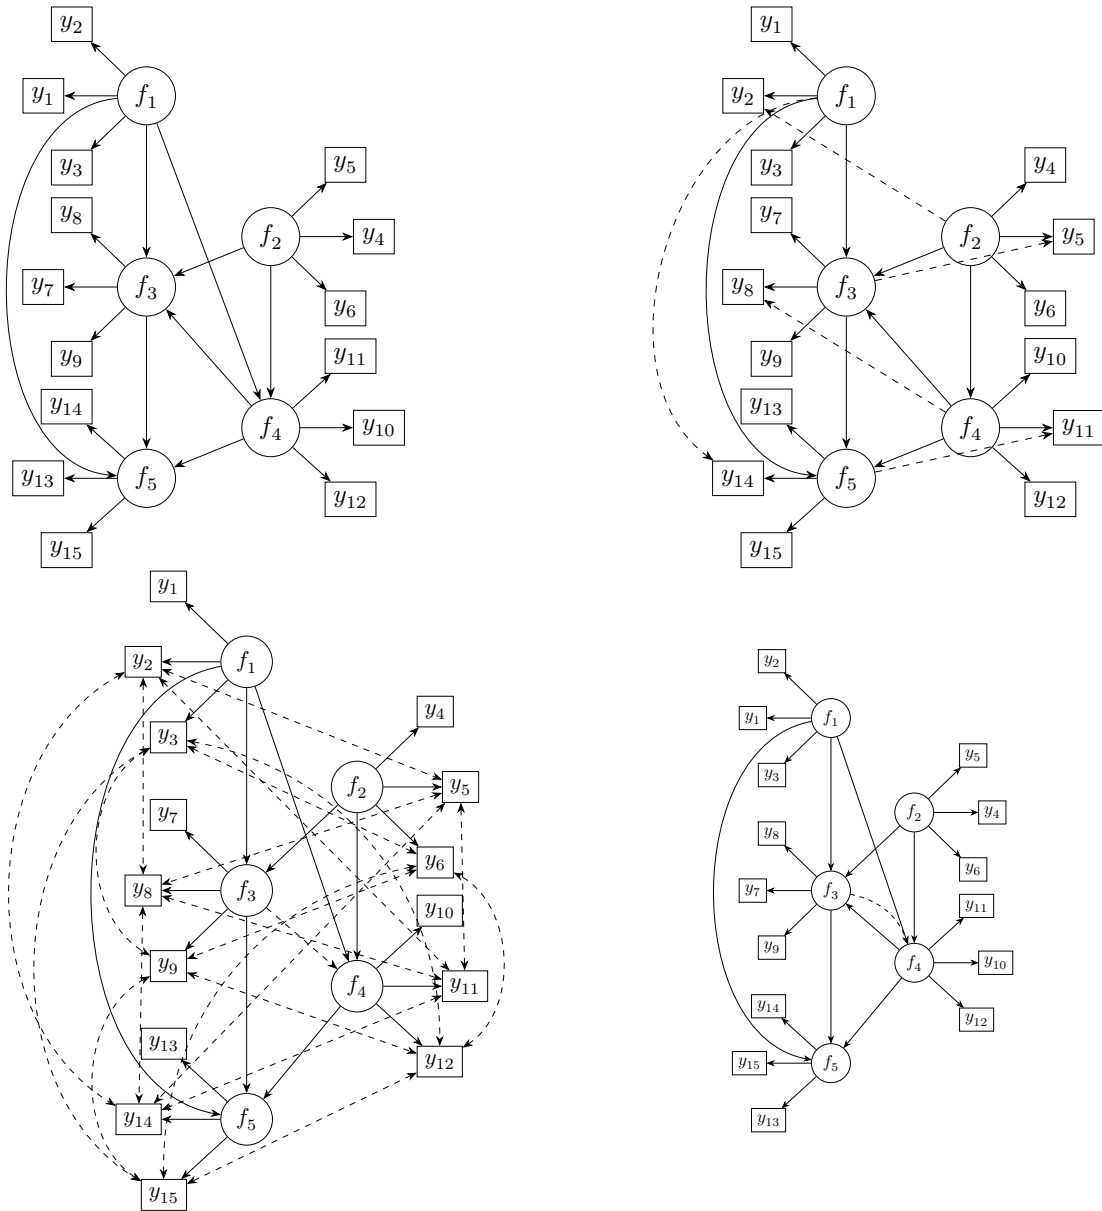 y₂
y₁
f₁
y₃
y₅
y₈
f₂
y₄
y₇
f₃
y₆
y₉
y₁₁
y₁₄
f₄
y₁₀
y₁₃
f₅
y₁₂
y₁₅
y₁
y₂
f₁
y₃
y₄
y₇
f₂
y₅
y₈
f₃
y₆
y₉
y₁₀
y₁₃
f₄
y₁₁
y₁₄
f₅
y₁₂
y₁₅
y₁
y₂
f₁
y₃
y₄
y₇
f₂
y₅
y₈
f₃
y₆
y₁₀
y₉
f₄
y₁₁
y₁₃
y₁₂
y₁₄
f₅
y₁₅
y₂
y₁
f₁
y₃
y₅
y₈
f₂
y₄
y₇
f₃
y₆
y₉
y₁₁
y₁₄
f₄
y₁₀
y₁₅
f₅
y₁₂
y₁₃